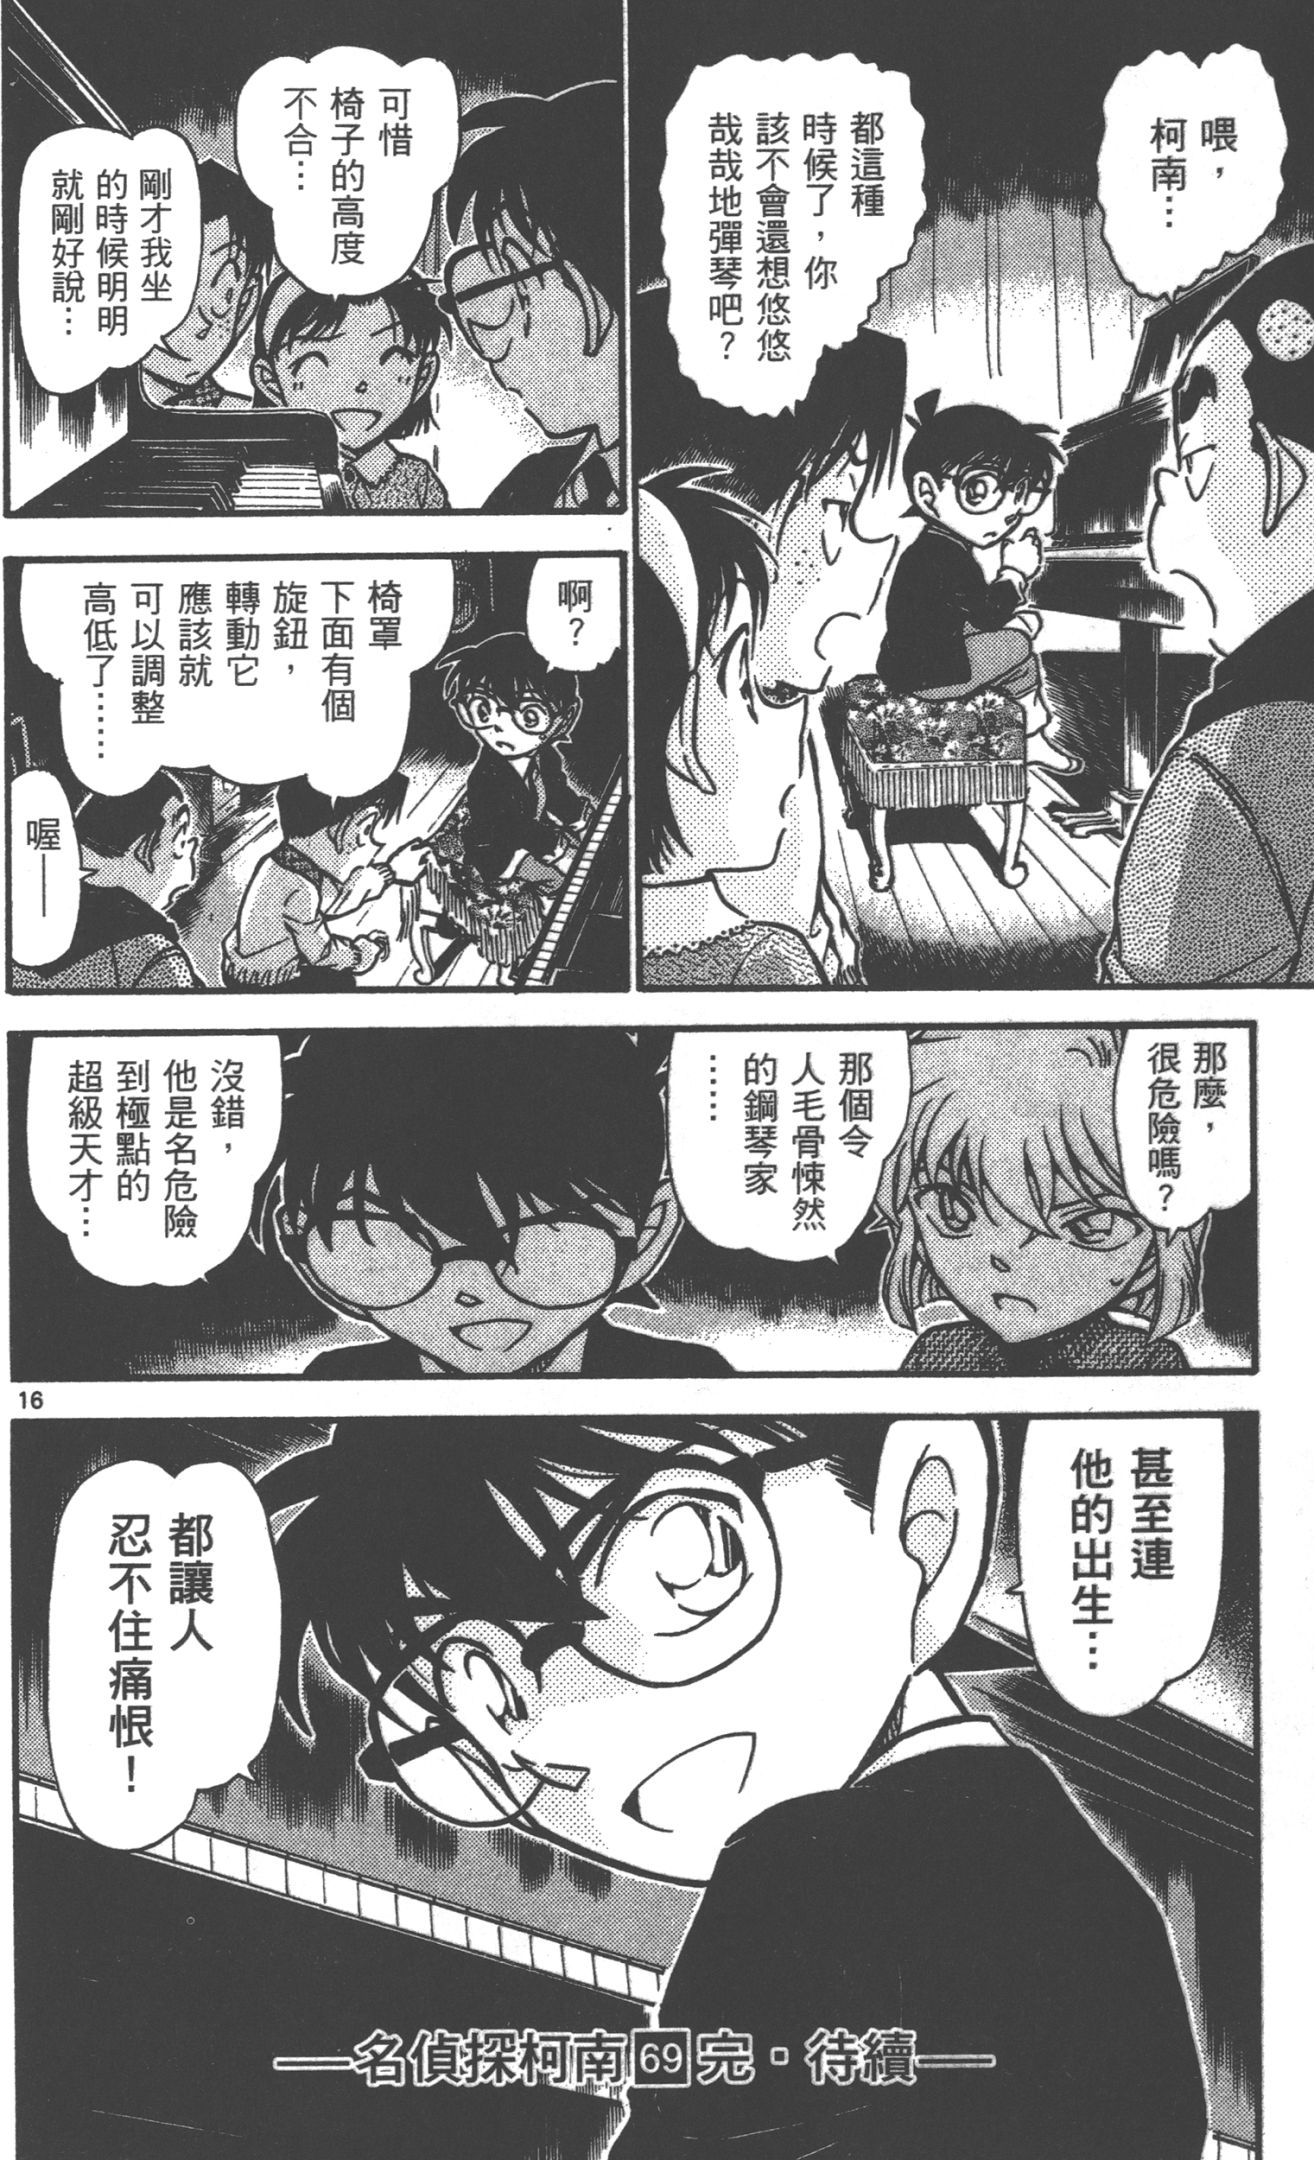 喂，
柯南…
都這種
時候了，你
該不會還想悠悠
哉哉地彈琴吧？
可惜
椅子的高度
不合…
剛才我坐
的時候明明
就剛好說…
啊？
椅罩
下面有個
旋鈕，
轉動它
應該就
可以調整
高低了……
喔——
那麼，
很危險嗎？
那個令
人毛骨悚然
的鋼琴家
……
沒錯，
他是名危險
到極點的
超級天才…
16
甚至連
他的出生…
都讓人
忍不住痛恨！
——名偵探柯南69完·待續——